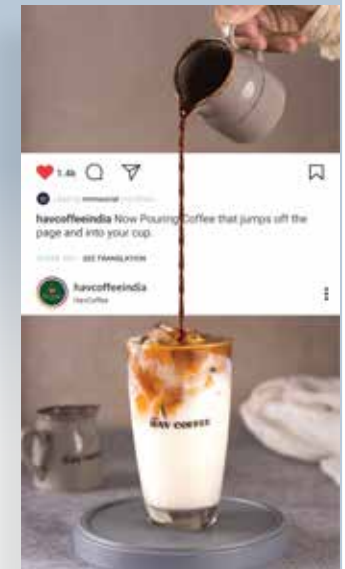 1.4k
havcoffeeindia Now Pouring Coffee that jumps off the
page and into your cup.
SEE TRANSLATION
havcoffeeindia
HavCoffee
HAV COFFEE